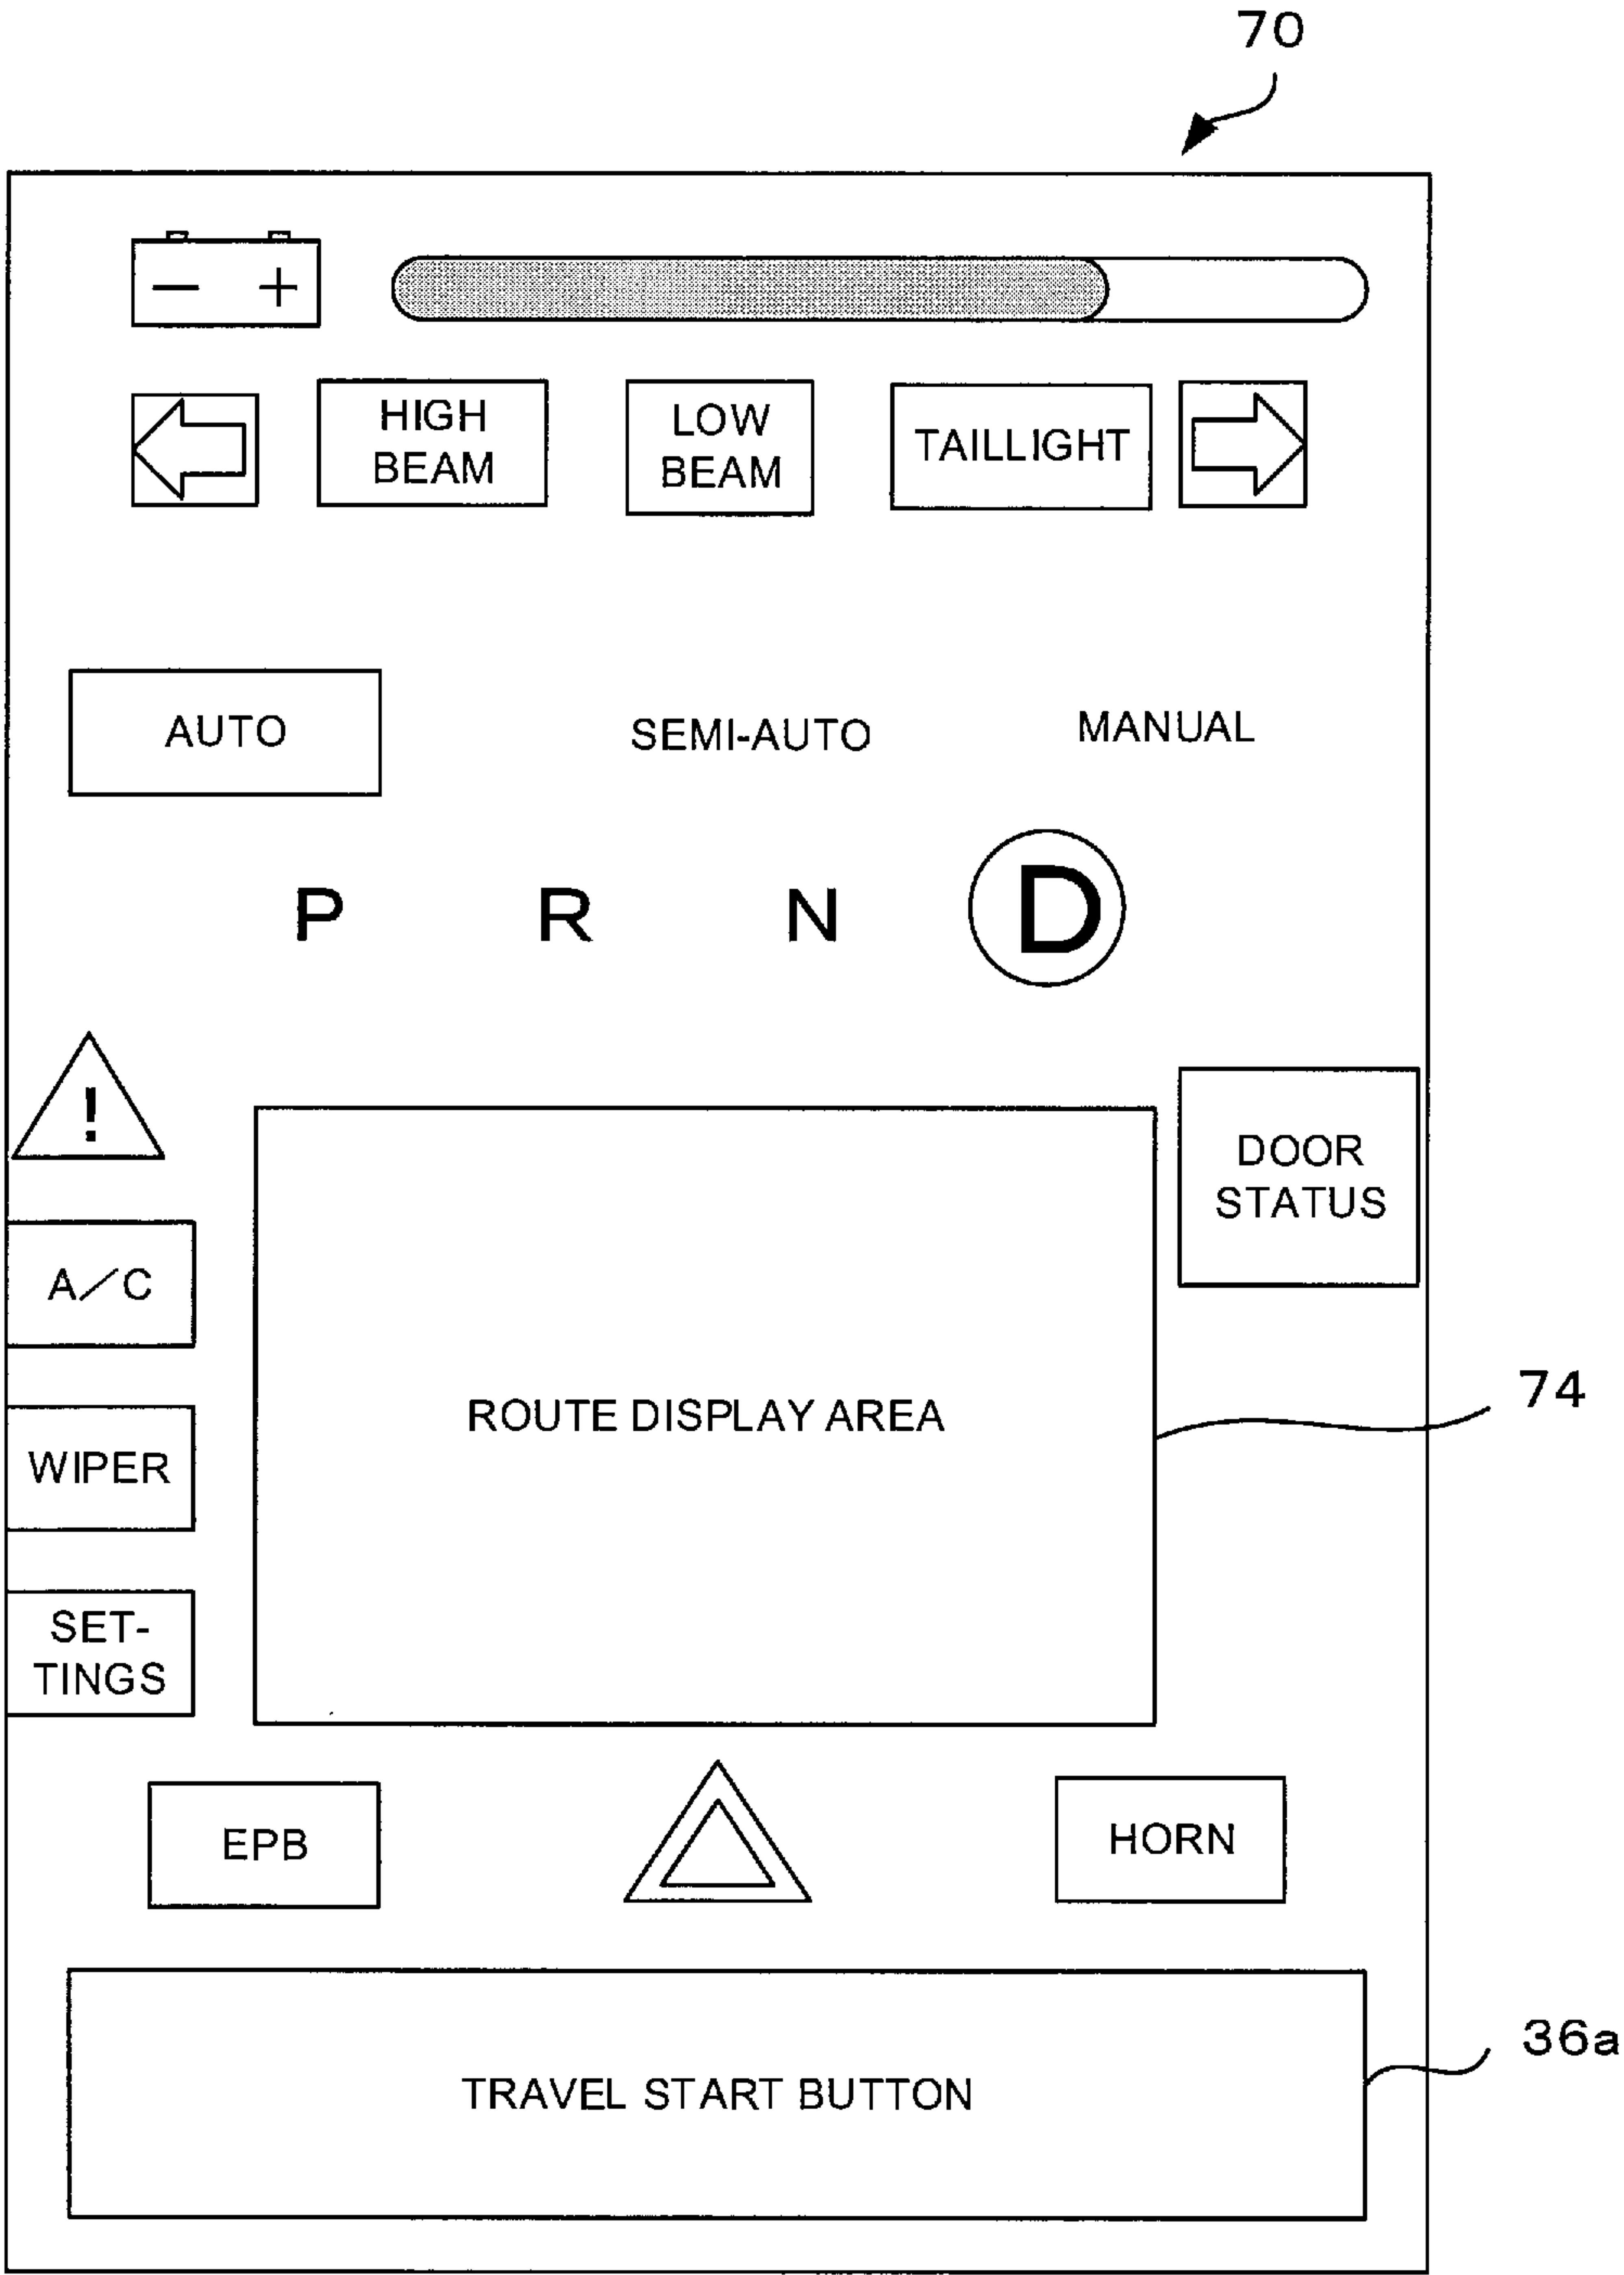 70
− +
HIGH
BEAM
LOW
BEAM
TAILLIGHT
AUTO
SEMI-AUTO
MANUAL
P R N D
!
DOOR
STATUS
A/C
74
ROUTE DISPLAY AREA
WIPER
SET-
TINGS
EPB
HORN
36a
TRAVEL START BUTTON